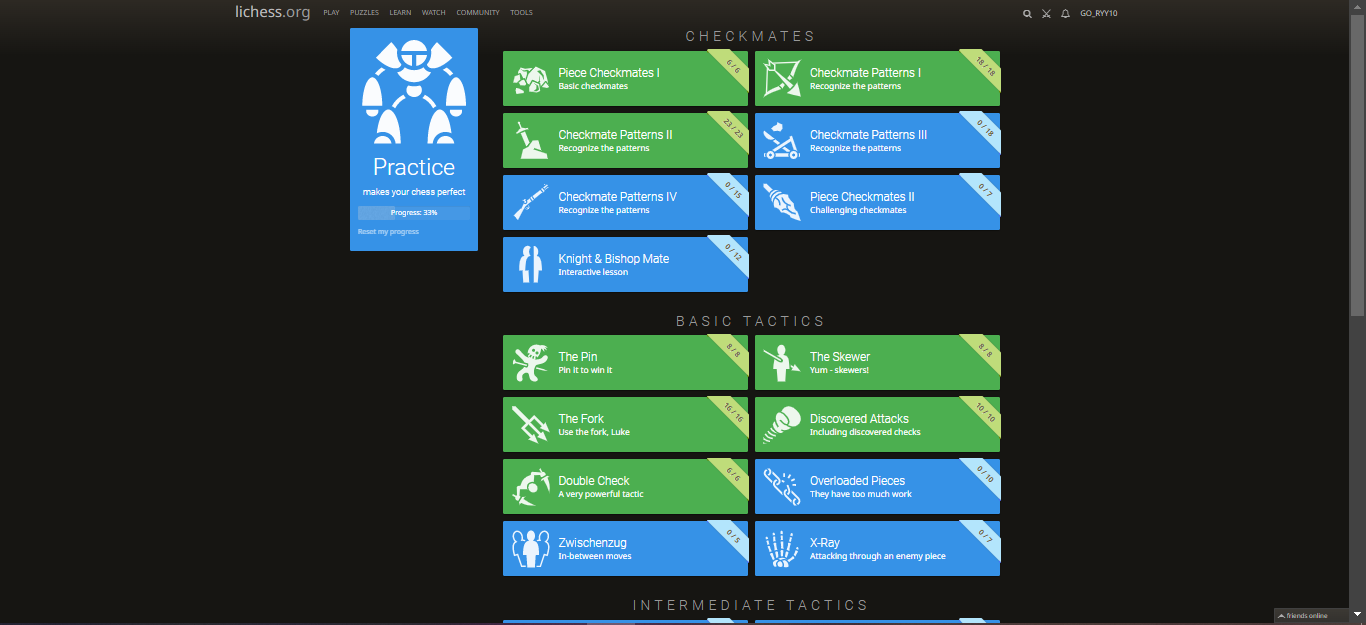 lichess.org PLAY PUZZLES LEARN WATCH COMMUNITY TOOLS GO_RYY10
Practice
makes your chess perfect
Progress: 33%
Reset my progress
CHECKMATES
Piece Checkmates I
Basic checkmates
6 / 6
Checkmate Patterns I
Recognize the patterns
18 / 18
Checkmate Patterns II
Recognize the patterns
23 / 23
Checkmate Patterns III
Recognize the patterns
0 / 18
Checkmate Patterns IV
Recognize the patterns
0 / 15
Piece Checkmates II
Challenging checkmates
0 / 7
Knight & Bishop Mate
Interactive lesson
0 / 12
BASIC TACTICS
The Pin
Pin it to win it
8 / 8
The Skewer
Yum - skewers!
8 / 8
The Fork
Use the fork, Luke
16 / 16
Discovered Attacks
Including discovered checks
10 / 10
Double Check
A very powerful tactic
6 / 6
Overloaded Pieces
They have too much work
0 / 10
Zwischenzug
In-between moves
0 / 5
X-Ray
Attacking through an enemy piece
0 / 7
INTERMEDIATE TACTICS
friends online